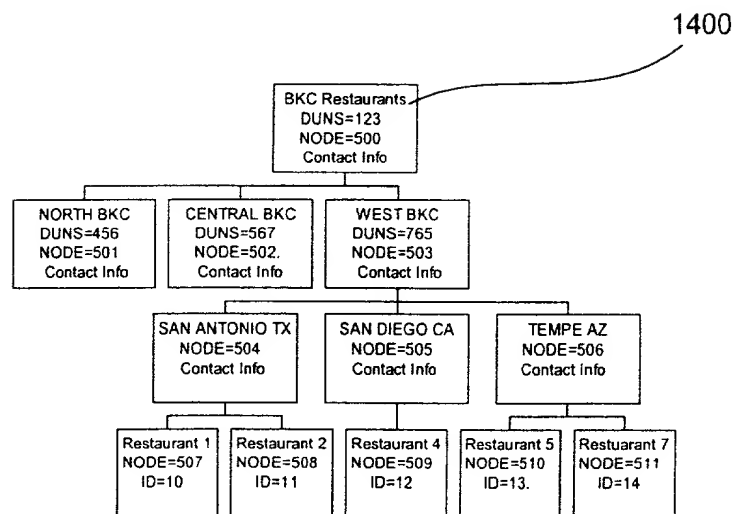 1400
BKC Restaurants
DUNS=123
NODE=500
Contact Info
NORTH BKC
DUNS=456
NODE=501
Contact Info
CENTRAL BKC
DUNS=567
NODE=502.
Contact Info
WEST BKC
DUNS=765
NODE=503
Contact Info
SAN ANTONIO TX
NODE=504
Contact Info
SAN DIEGO CA
NODE=505
Contact Info
TEMPE AZ
NODE=506
Contact Info
Restaurant 1
NODE=507
ID=10
Restaurant 2
NODE=508
ID=11
Restaurant 4
NODE=509
ID=12
Restaurant 5
NODE=510
ID=13.
Restuarant 7
NODE=511
ID=14